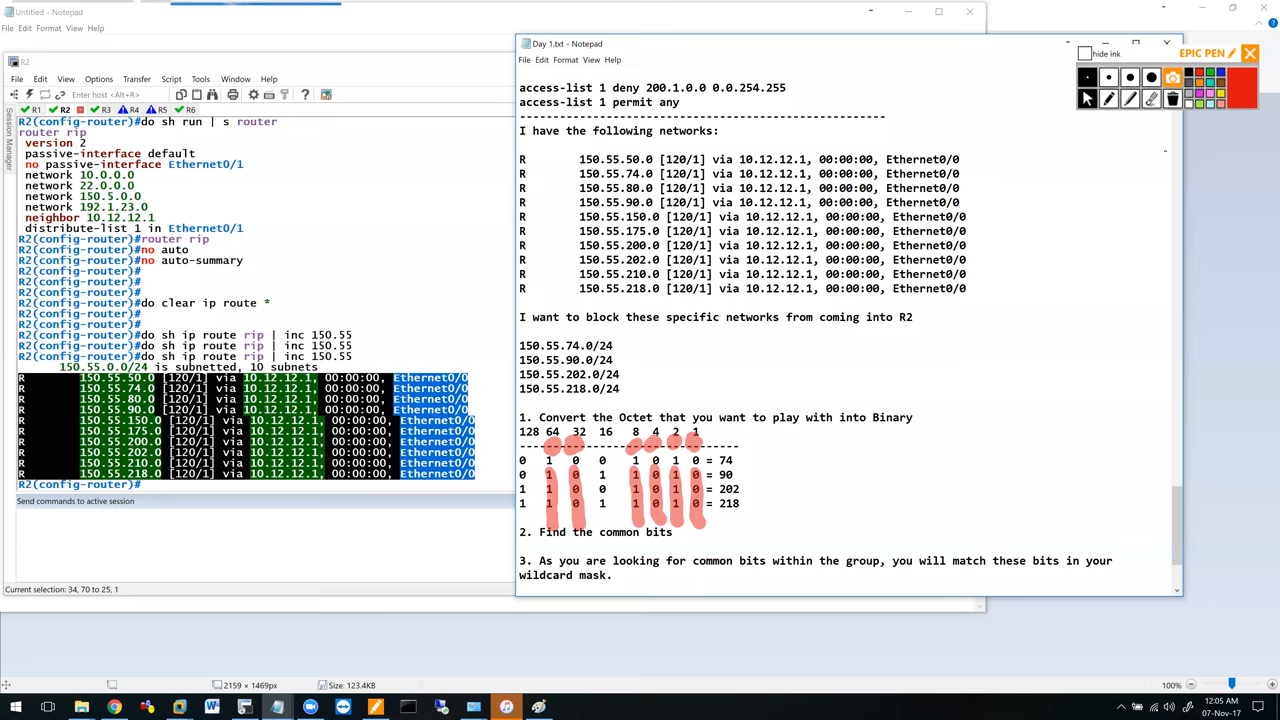 Untitled - Notepad
File Edit Format View Help
R2
File Edit View Options Transfer Script Tools Window Help
Enter host <Alt+R>
R1 R2 R3 R4 R5 R6
Session Manager
R2(config-router)#do sh run | s router
router rip
version 2
passive-interface default
no passive-interface Ethernet0/1
network 10.0.0.0
network 22.0.0.0
network 150.5.0.0
network 192.1.23.0
neighbor 10.12.12.1
distribute-list 1 in Ethernet0/1
R2(config-router)#router rip
R2(config-router)#no auto
R2(config-router)#no auto-summary
R2(config-router)#
R2(config-router)#
R2(config-router)#
R2(config-router)#do clear ip route *
R2(config-router)#
R2(config-router)#
R2(config-router)#do sh ip route rip | inc 150.55
R2(config-router)#do sh ip route rip | inc 150.55
R2(config-router)#do sh ip route rip | inc 150.55
150.55.0.0/24 is subnetted, 10 subnets
R 150.55.50.0 [120/1] via 10.12.12.1, 00:00:00, Ethernet0/0
R 150.55.74.0 [120/1] via 10.12.12.1, 00:00:00, Ethernet0/0
R 150.55.80.0 [120/1] via 10.12.12.1, 00:00:00, Ethernet0/0
R 150.55.90.0 [120/1] via 10.12.12.1, 00:00:00, Ethernet0/0
R 150.55.150.0 [120/1] via 10.12.12.1, 00:00:00, Ethernet0/0
R 150.55.175.0 [120/1] via 10.12.12.1, 00:00:00, Ethernet0/0
R 150.55.200.0 [120/1] via 10.12.12.1, 00:00:00, Ethernet0/0
R 150.55.202.0 [120/1] via 10.12.12.1, 00:00:00, Ethernet0/0
R 150.55.210.0 [120/1] via 10.12.12.1, 00:00:00, Ethernet0/0
R 150.55.218.0 [120/1] via 10.12.12.1, 00:00:00, Ethernet0/0
R2(config-router)#
Send commands to active session
Current selection: 34, 70 to 25, 1
Day 1.txt - Notepad
File Edit Format View Help
hide ink EPIC PEN
access-list 1 deny 200.1.0.0 0.0.254.255
access-list 1 permit any
-------------------------------------------------------
I have the following networks:
R 150.55.50.0 [120/1] via 10.12.12.1, 00:00:00, Ethernet0/0
R 150.55.74.0 [120/1] via 10.12.12.1, 00:00:00, Ethernet0/0
R 150.55.80.0 [120/1] via 10.12.12.1, 00:00:00, Ethernet0/0
R 150.55.90.0 [120/1] via 10.12.12.1, 00:00:00, Ethernet0/0
R 150.55.150.0 [120/1] via 10.12.12.1, 00:00:00, Ethernet0/0
R 150.55.175.0 [120/1] via 10.12.12.1, 00:00:00, Ethernet0/0
R 150.55.200.0 [120/1] via 10.12.12.1, 00:00:00, Ethernet0/0
R 150.55.202.0 [120/1] via 10.12.12.1, 00:00:00, Ethernet0/0
R 150.55.210.0 [120/1] via 10.12.12.1, 00:00:00, Ethernet0/0
R 150.55.218.0 [120/1] via 10.12.12.1, 00:00:00, Ethernet0/0
I want to block these specific networks from coming into R2
150.55.74.0/24
150.55.90.0/24
150.55.202.0/24
150.55.218.0/24
1. Convert the Octet that you want to play with into Binary
128 64 32 16 8 4 2 1
---------------------------------
0 1 0 0 1 0 1 0 = 74
0 1 0 1 1 0 1 0 = 90
1 1 0 0 1 0 1 0 = 202
1 1 0 1 1 0 1 0 = 218
2. Find the common bits
3. As you are looking for common bits within the group, you will match these bits in your
wildcard mask.
2159 × 1469px Size: 123.4KB 100%
12:05 AM
07-Nov-17